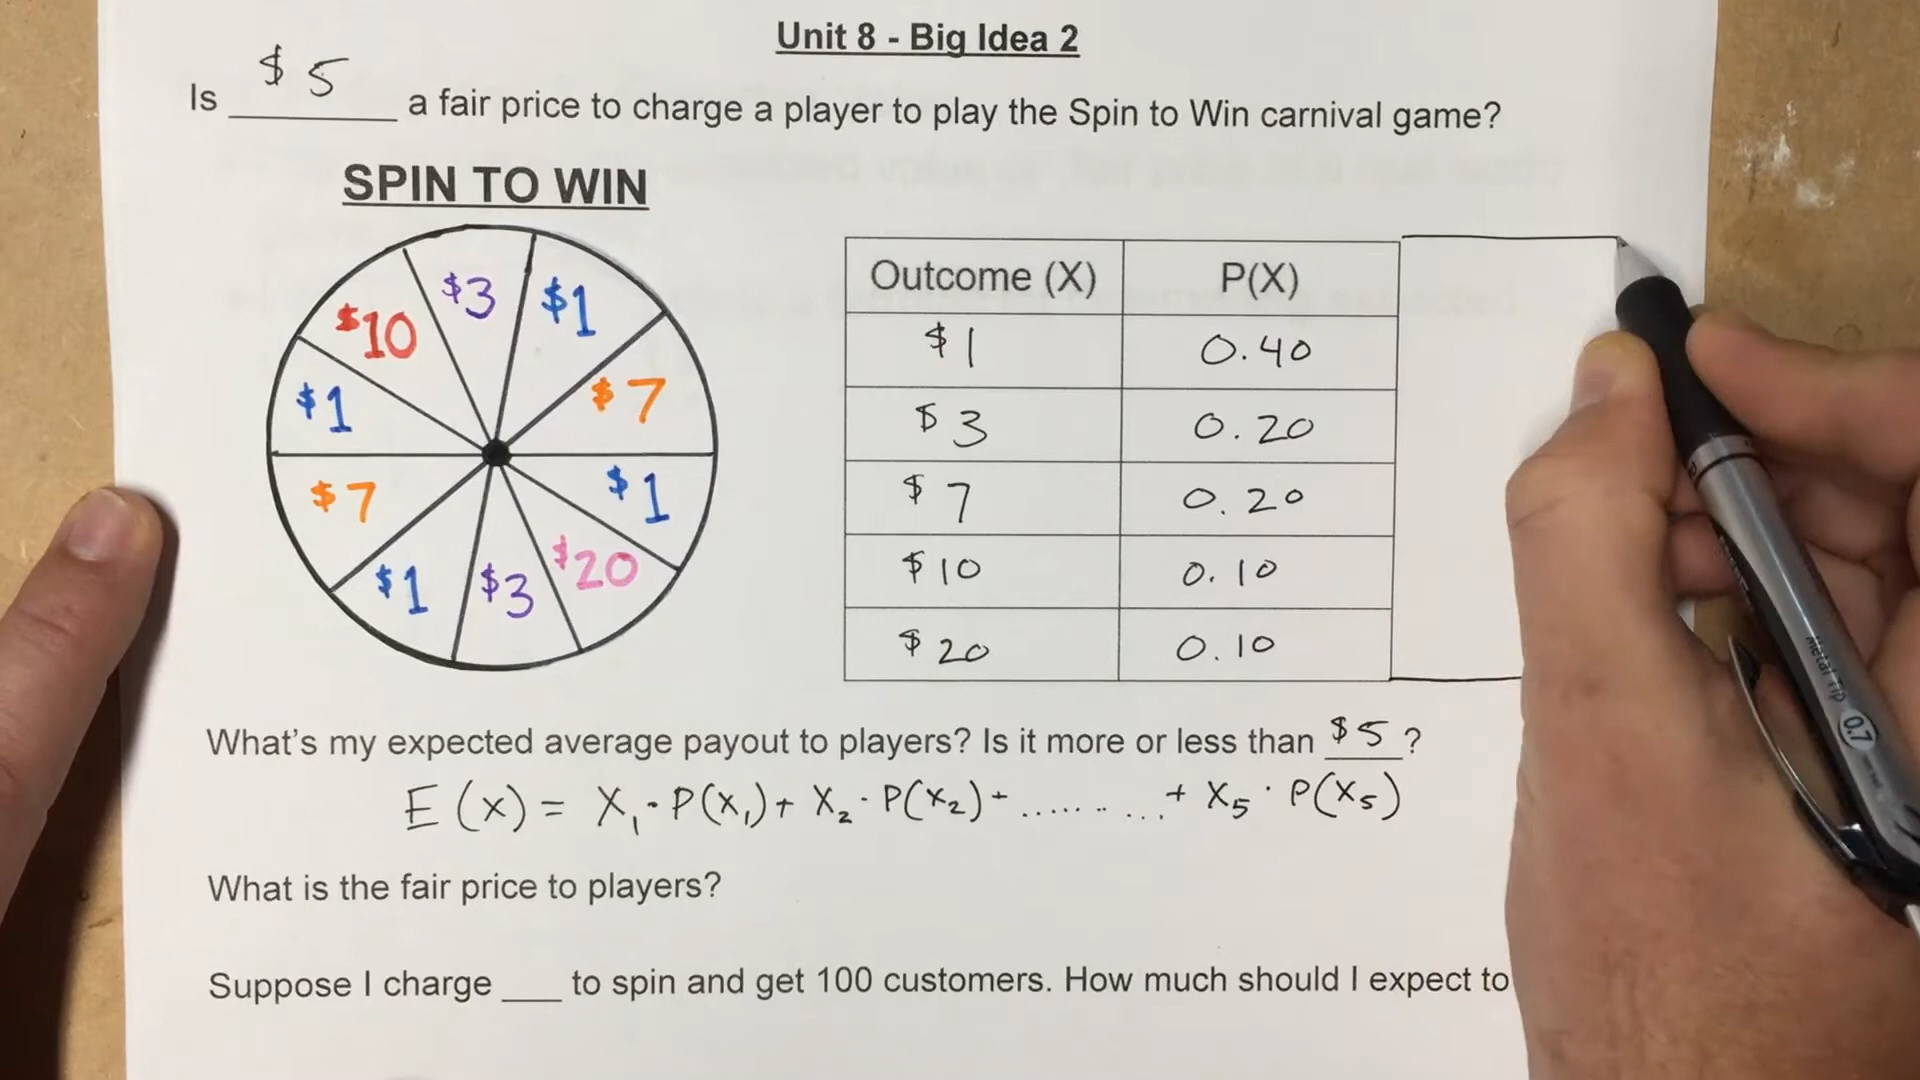 Unit 8 - Big Idea 2
Is $5 a fair price to charge a player to play the Spin to Win carnival game?
SPIN TO WIN
$3
$1
$10
$7
$1
$7
$1
$1
$3
$20
Outcome (X) P(X)
$1 0.40
$3 0.20
$7 0.20
$10 0.10
$20 0.10
What's my expected average payout to players? Is it more or less than $5?
E(x) = X₁·P(x₁)+ X₂·P(x₂)+ ......... + X₅·P(X₅)
What is the fair price to players?
Suppose I charge ___ to spin and get 100 customers. How much should I expect to
Metal Tip 0.7